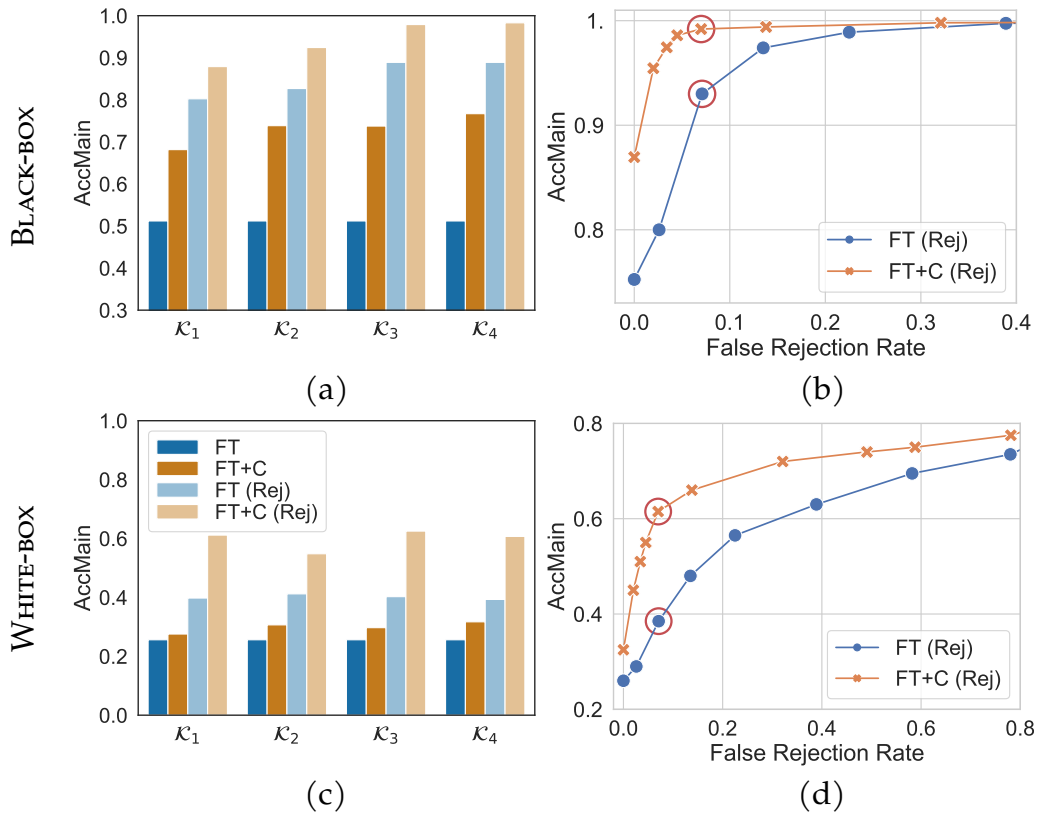 BLACK-BOX
AccMain
1.0
0.9
0.8
0.7
0.6
0.5
0.4
0.3
𝒦₁ 𝒦₂ 𝒦₃ 𝒦₄
(a)
AccMain
1.
0.9
0.8
FT (Rej)
FT+C (Rej)
0.0 0.1 0.2 0.3 0.4
False Rejection Rate
(b)
WHITE-BOX
AccMain
1.0
0.8
0.6
0.4
0.2
0.0
FT
FT+C
FT (Rej)
FT+C (Rej)
𝒦₁ 𝒦₂ 𝒦₃ 𝒦₄
(c)
AccMain
0.8
0.6
0.4
0.2
FT (Rej)
FT+C (Rej)
0.0 0.1 0.2 0.4 0.6 0.8
False Rejection Rate
(d)